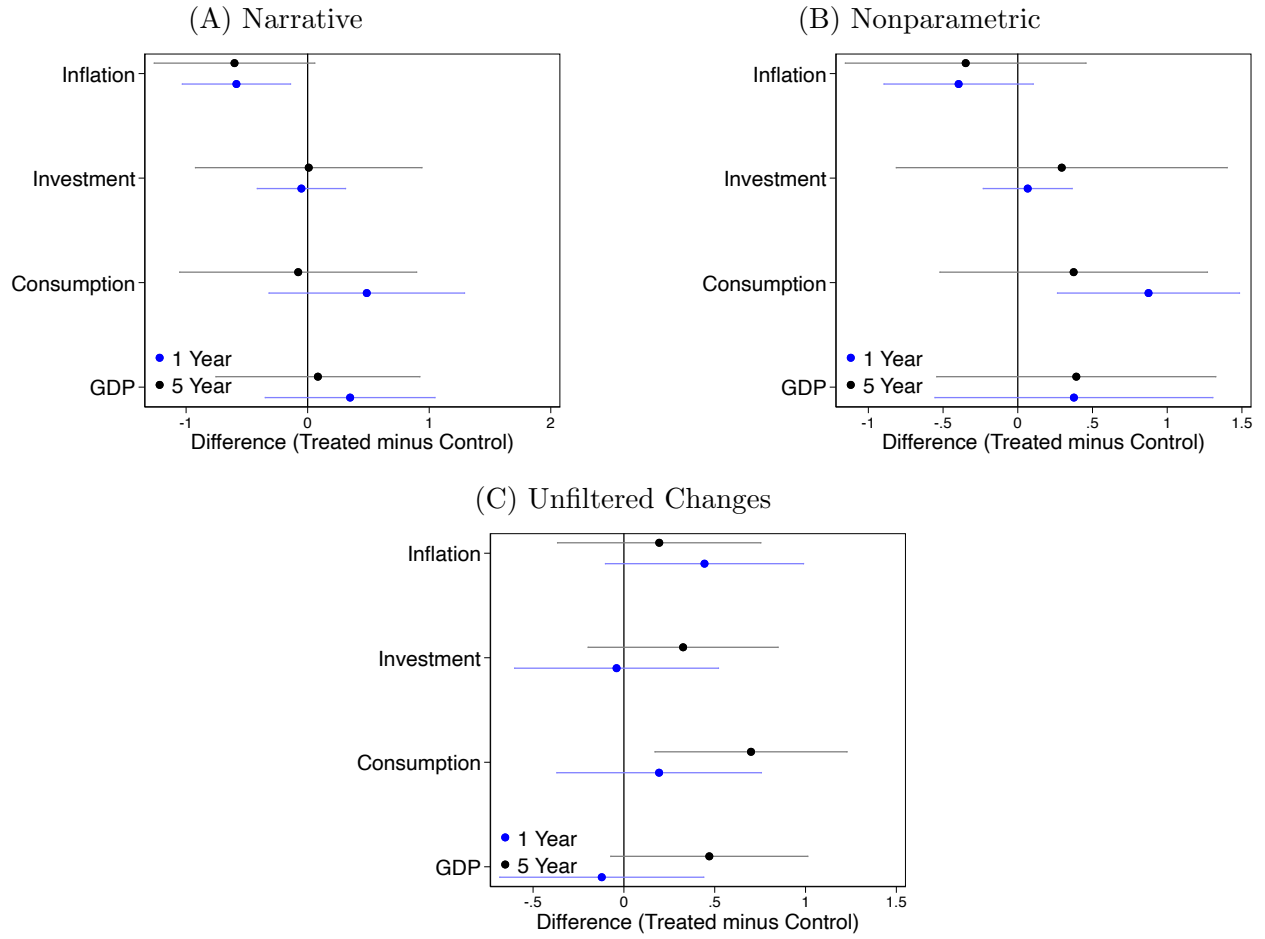 (A) Narrative
Inflation
Investment
Consumption
1 Year
GDP
5 Year
-1 0 1 2
Difference (Treated minus Control)
(B) Nonparametric
Inflation
Investment
Consumption
1 Year
GDP
5 Year
-1 -.5 0 .5 1 1.5
Difference (Treated minus Control)
(C) Unfiltered Changes
Inflation
Investment
Consumption
1 Year
GDP
5 Year
-.5 0 .5 1 1.5
Difference (Treated minus Control)